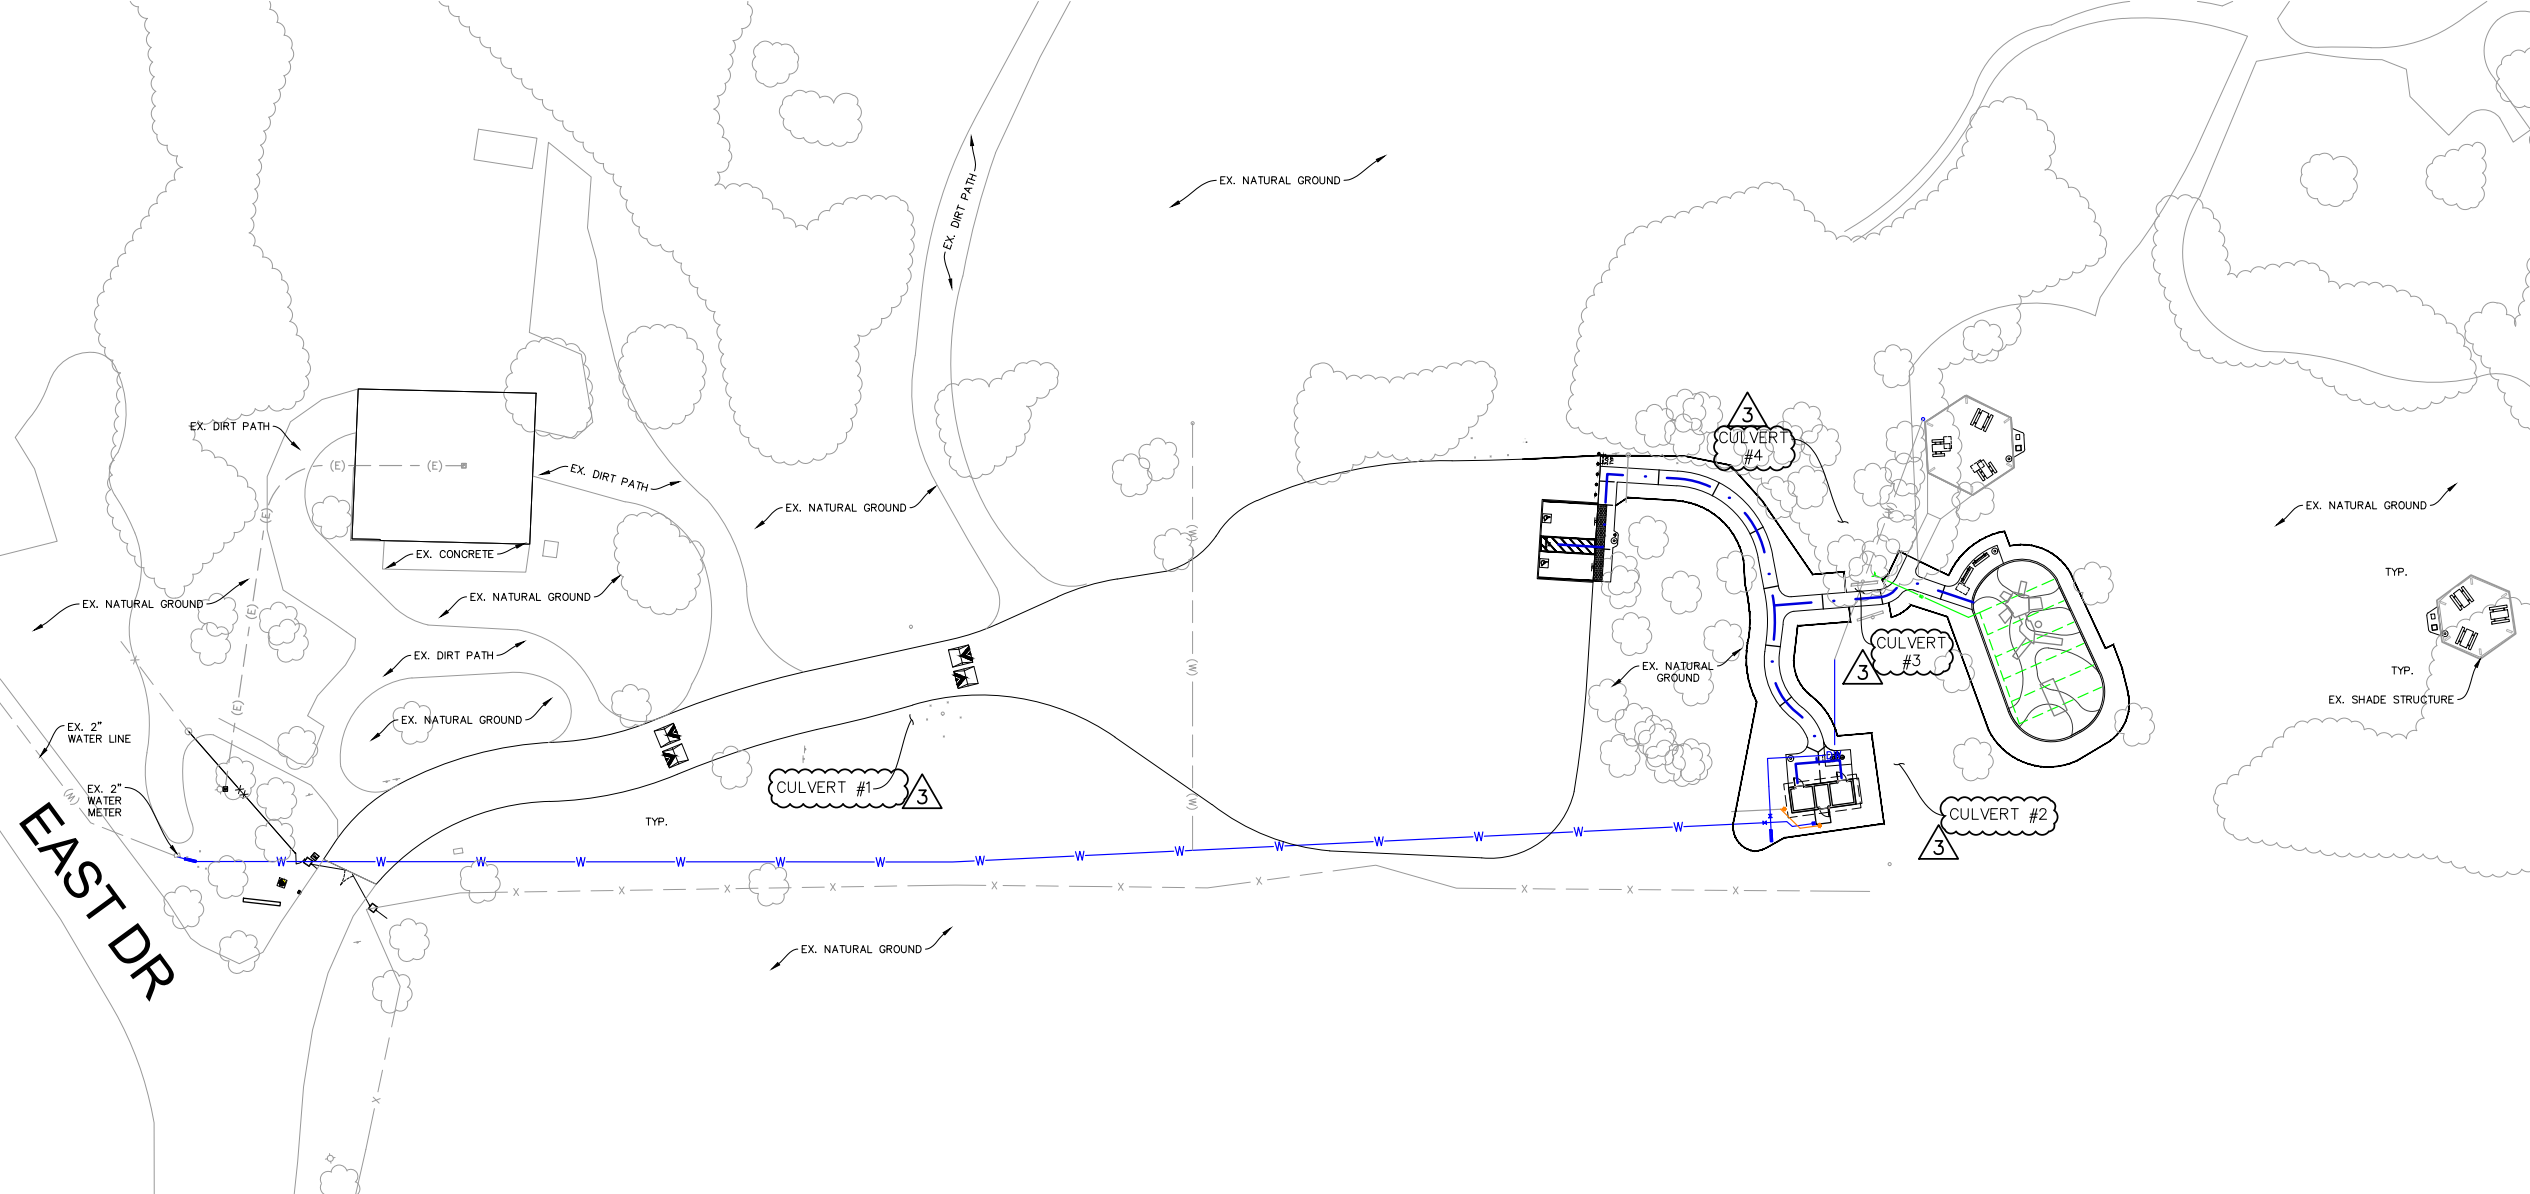 EX. NATURAL GROUND
EX. DIRT PATH
3
CULVERT
#4
EX. DIRT PATH
(E)
(E)
EX. DIRT PATH
EX. NATURAL GROUND
EX. NATURAL GROUND
(E)
(W)
EX. CONCRETE
TYP.
EX. NATURAL GROUND
EX. NATURAL GROUND
(E)
EX. DIRT PATH
CULVERT
#3
3
EX. NATURAL
GROUND
(W)
TYP.
EX. SHADE STRUCTURE
X
(E)
EX. NATURAL GROUND
EX. 2"
WATER LINE
CULVERT #1
3
EX. 2"
WATER
METER
(W)
(W)
TYP.
CULVERT #2
3
W W W W W W W W W W W W W W W
X X X X X X X X X X
EAST DR
EX. NATURAL GROUND
X